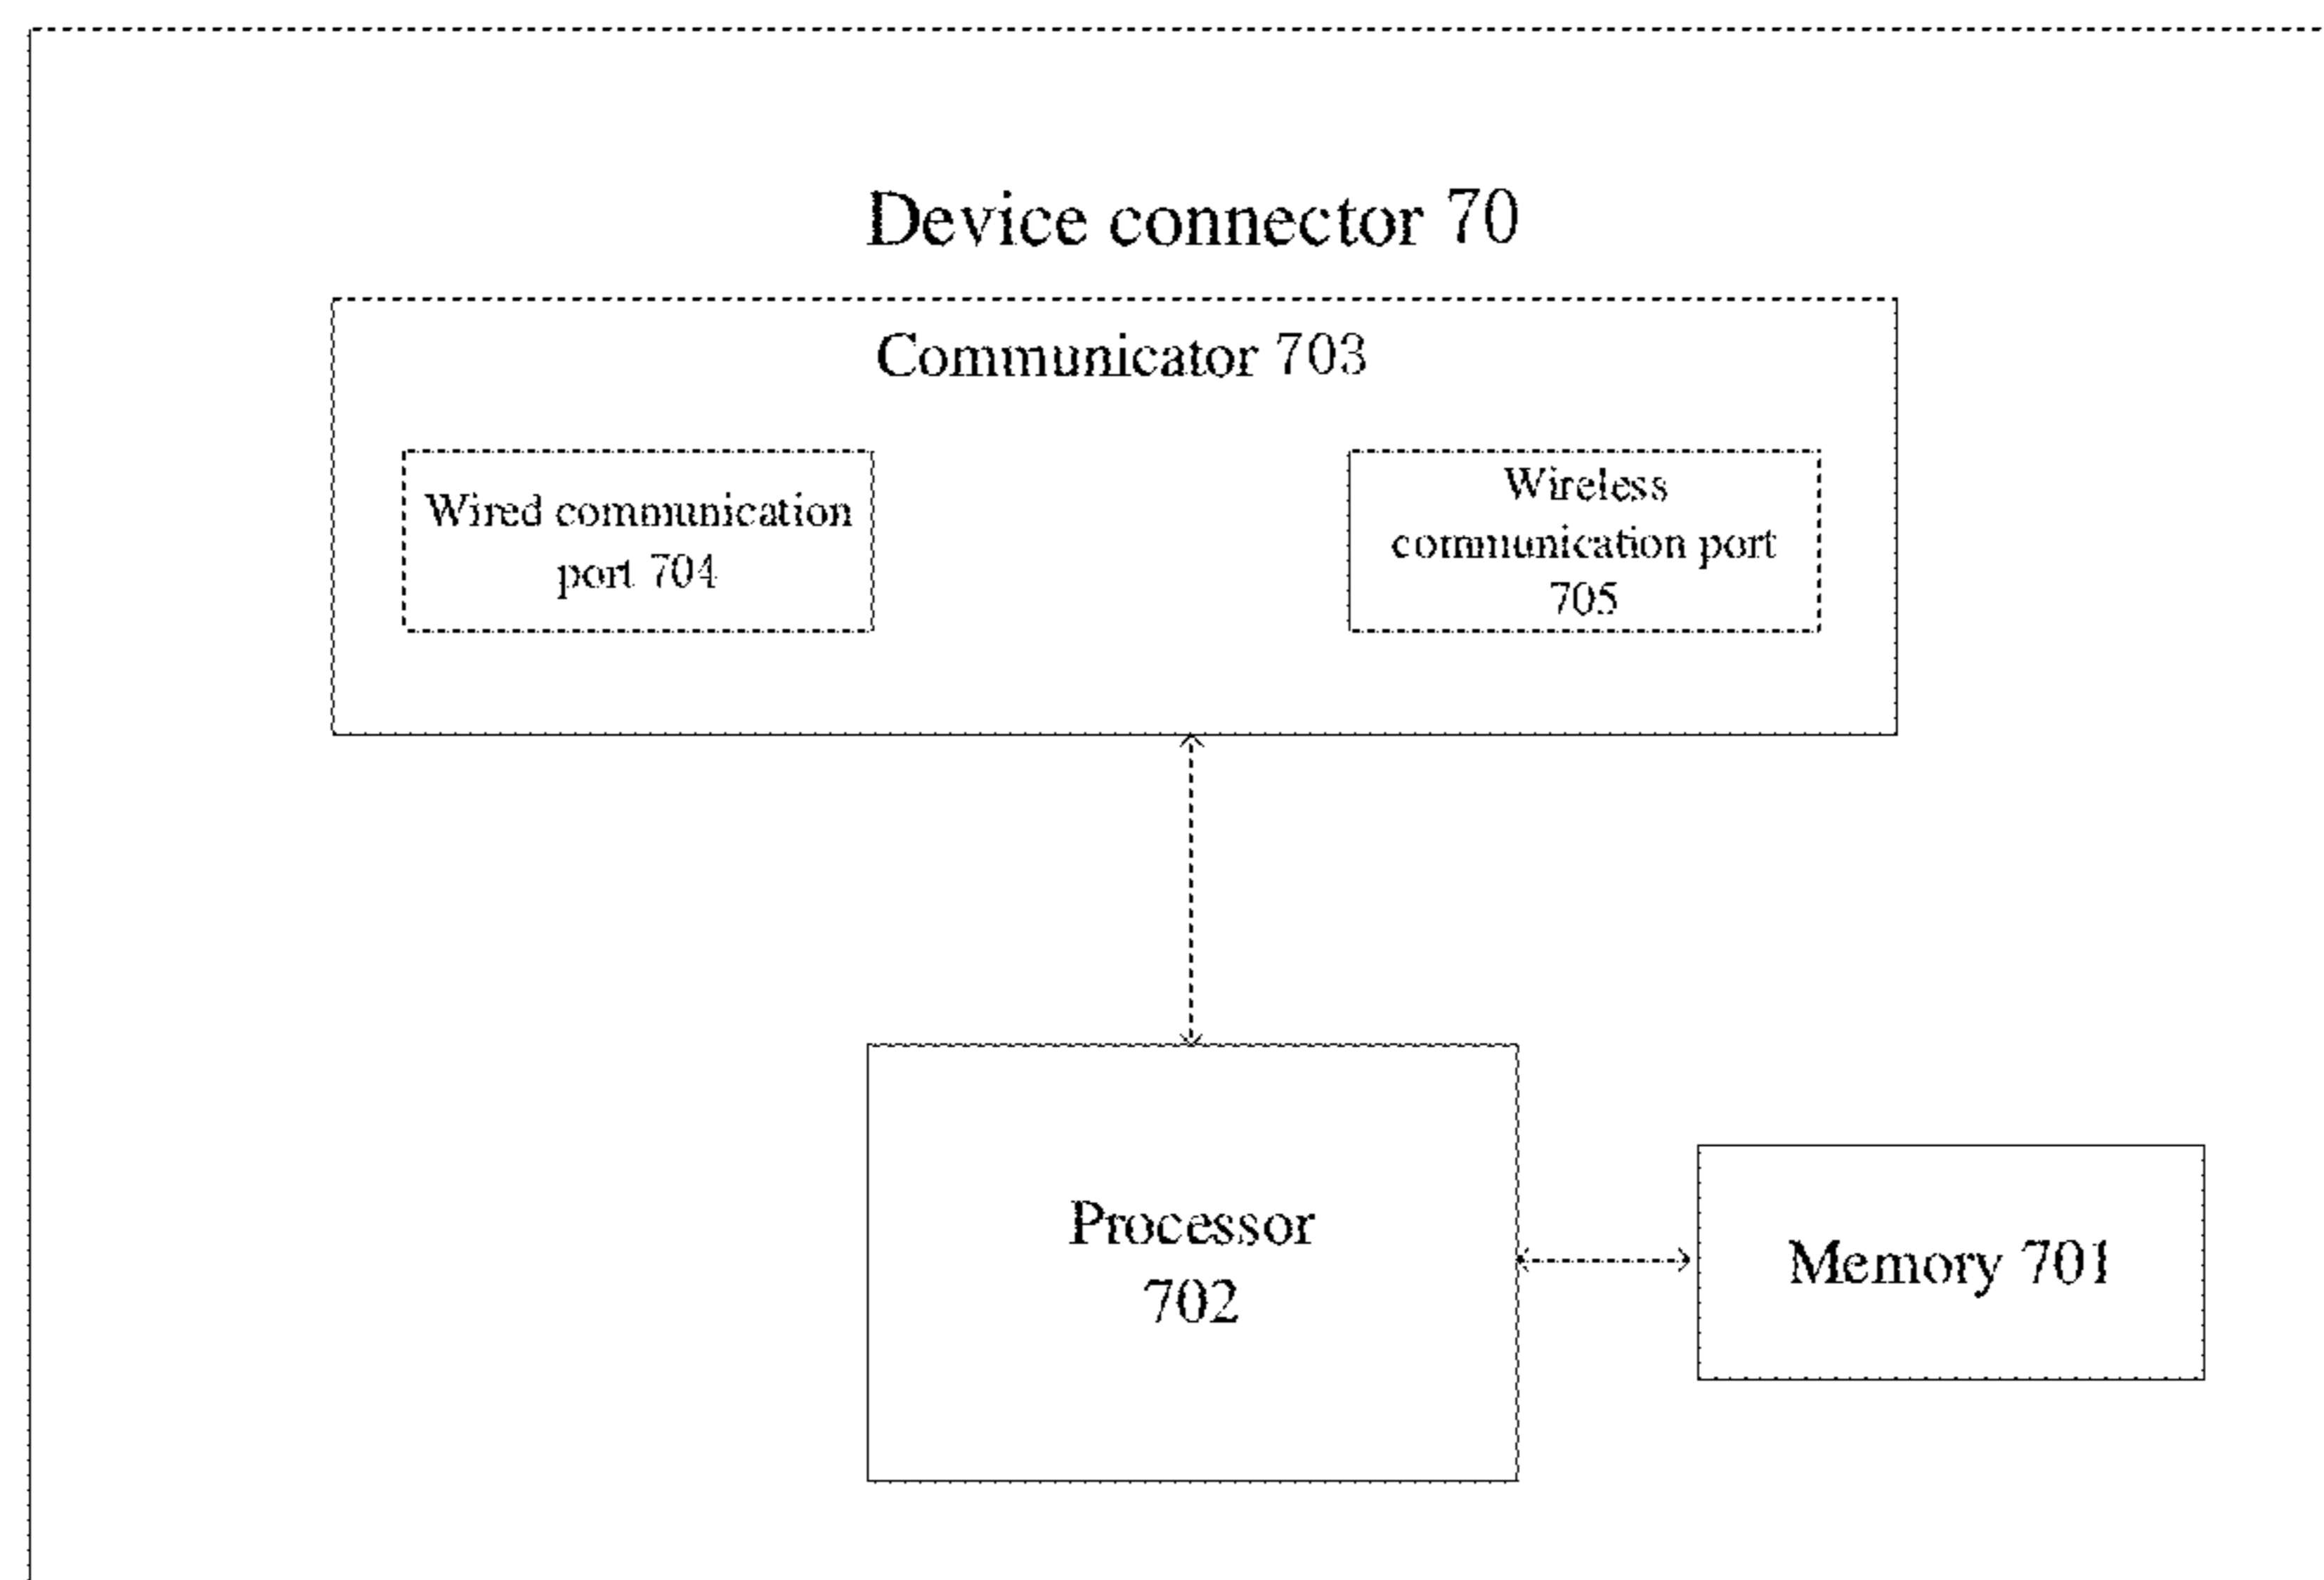 Device connector 70
Communicator 703
Wired communication
port 704
Wireless
communication port
705
Processor
702
Memory 701